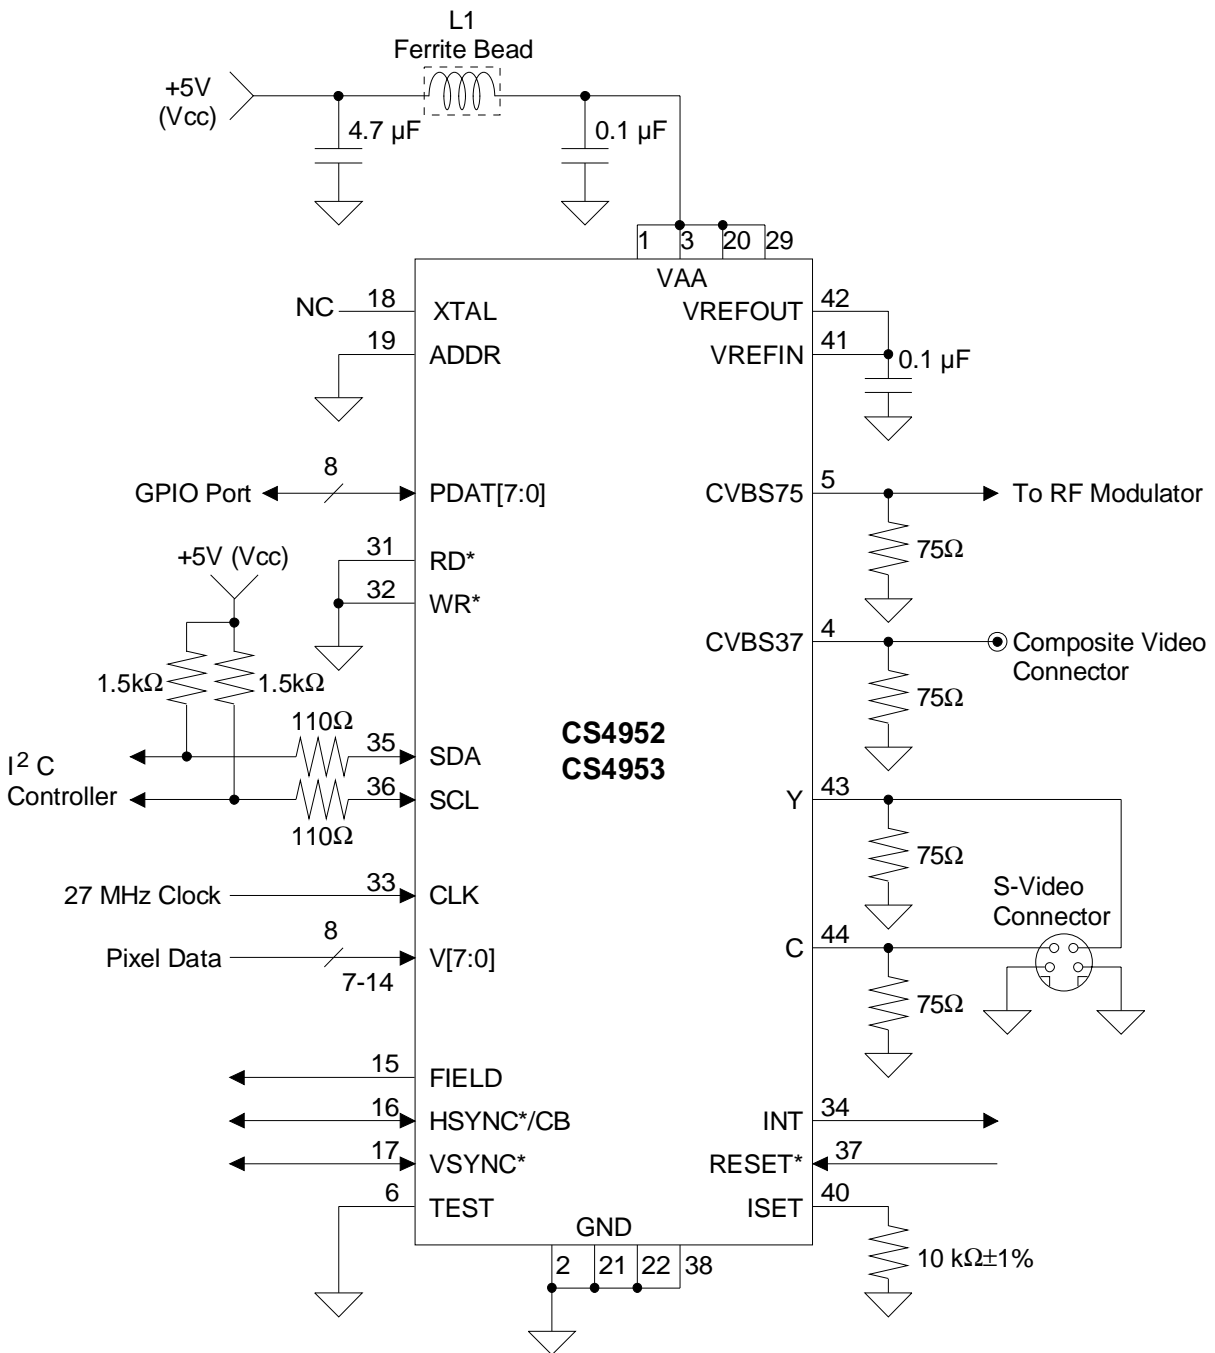 L1
Ferrite Bead
+5V
(Vcc)
4.7 µF
0.1 µF
1
3
20
29
VAA
NC
18
XTAL
VREFOUT
42
19
ADDR
VREFIN
41
0.1 µF
GPIO Port
8
PDAT[7:0]
CVBS75
5
To RF Modulator
75Ω
+5V (Vcc)
31
RD*
32
WR*
CVBS37
4
Composite Video
Connector
75Ω
1.5kΩ
1.5kΩ
110Ω
CS4952
CS4953
I² C
Controller
35
SDA
36
SCL
110Ω
Y
43
75Ω
27 MHz Clock
33
CLK
S-Video
Connector
Pixel Data
8
7-14
V[7:0]
C
44
75Ω
15
FIELD
16
HSYNC*/CB
INT
34
17
VSYNC*
RESET*
37
6
TEST
ISET
40
GND
2
21
22
38
10 kΩ±1%